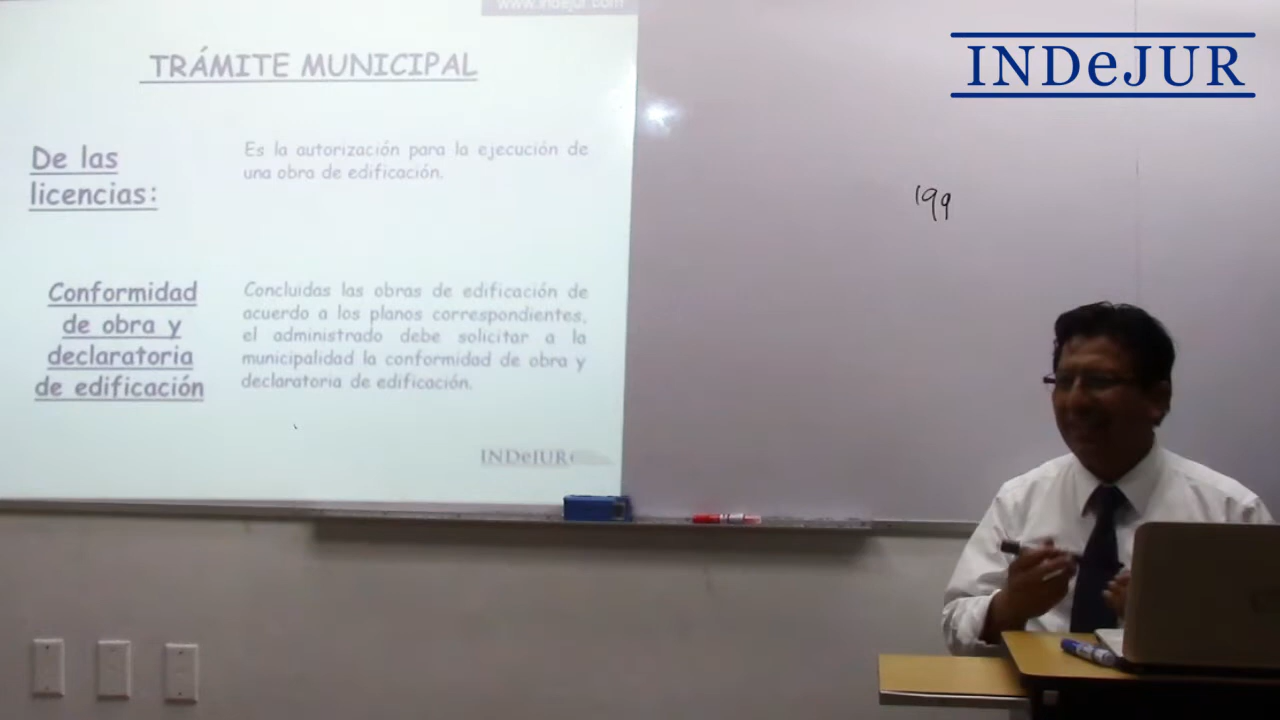 www.indejur.com
TRÁMITE MUNICIPAL
De las
licencias:
Es la autorización para la ejecución de
una obra de edificación.
Conformidad
de obra y
declaratoria
de edificación
Concluidas las obras de edificación de
acuerdo a los planos correspondientes,
el administrado debe solicitar a la
municipalidad la conformidad de obra y
declaratoria de edificación.
INDeJUR
INDeJUR
199